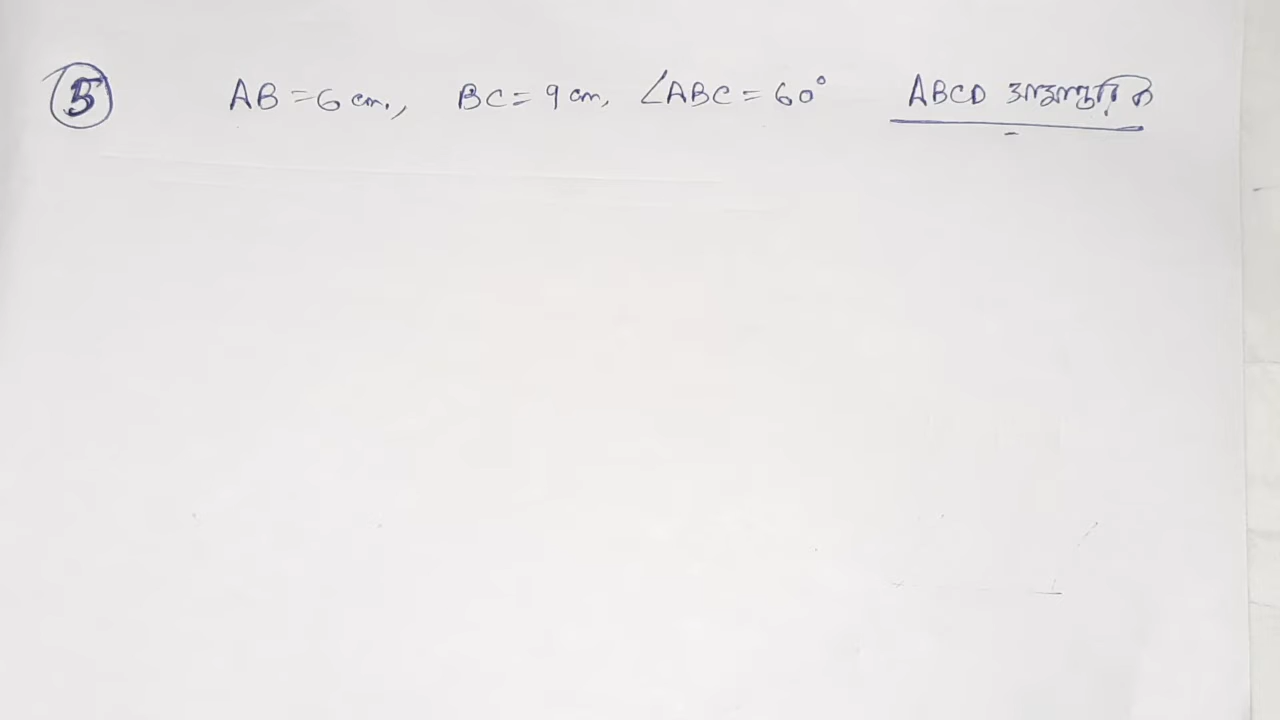 5 AB = 6 cm., BC = 9 cm, ∠ABC = 60° ABCD সামান্তরিক